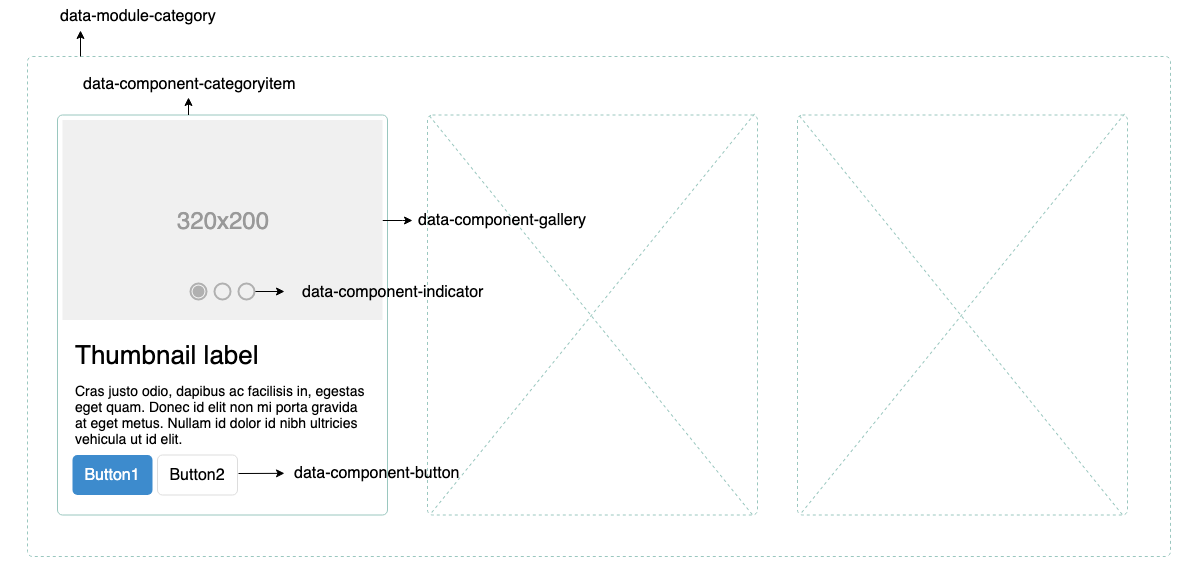 data-module-category
data-component-categoryitem
320x200
data-component-gallery
data-component-indicator
Thumbnail label
Cras justo odio, dapibus ac facilisis in, egestas
eget quam. Donec id elit non mi porta gravida
at eget metus. Nullam id dolor id nibh ultricies
vehicula ut id elit.
Button1
Button2
data-component-button